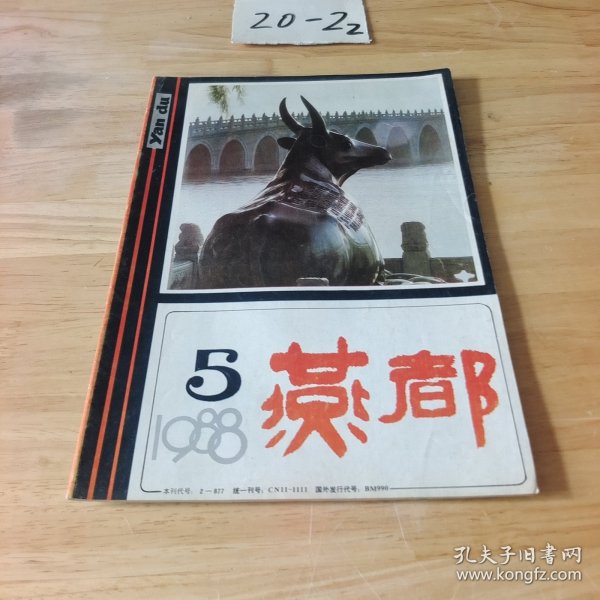 20-22
Yan du
5
1988
燕都
本刊代号：2—877 统一刊号：CN11-1111 国外发行代号：BM990
孔夫子旧书网
www.kongfz.com